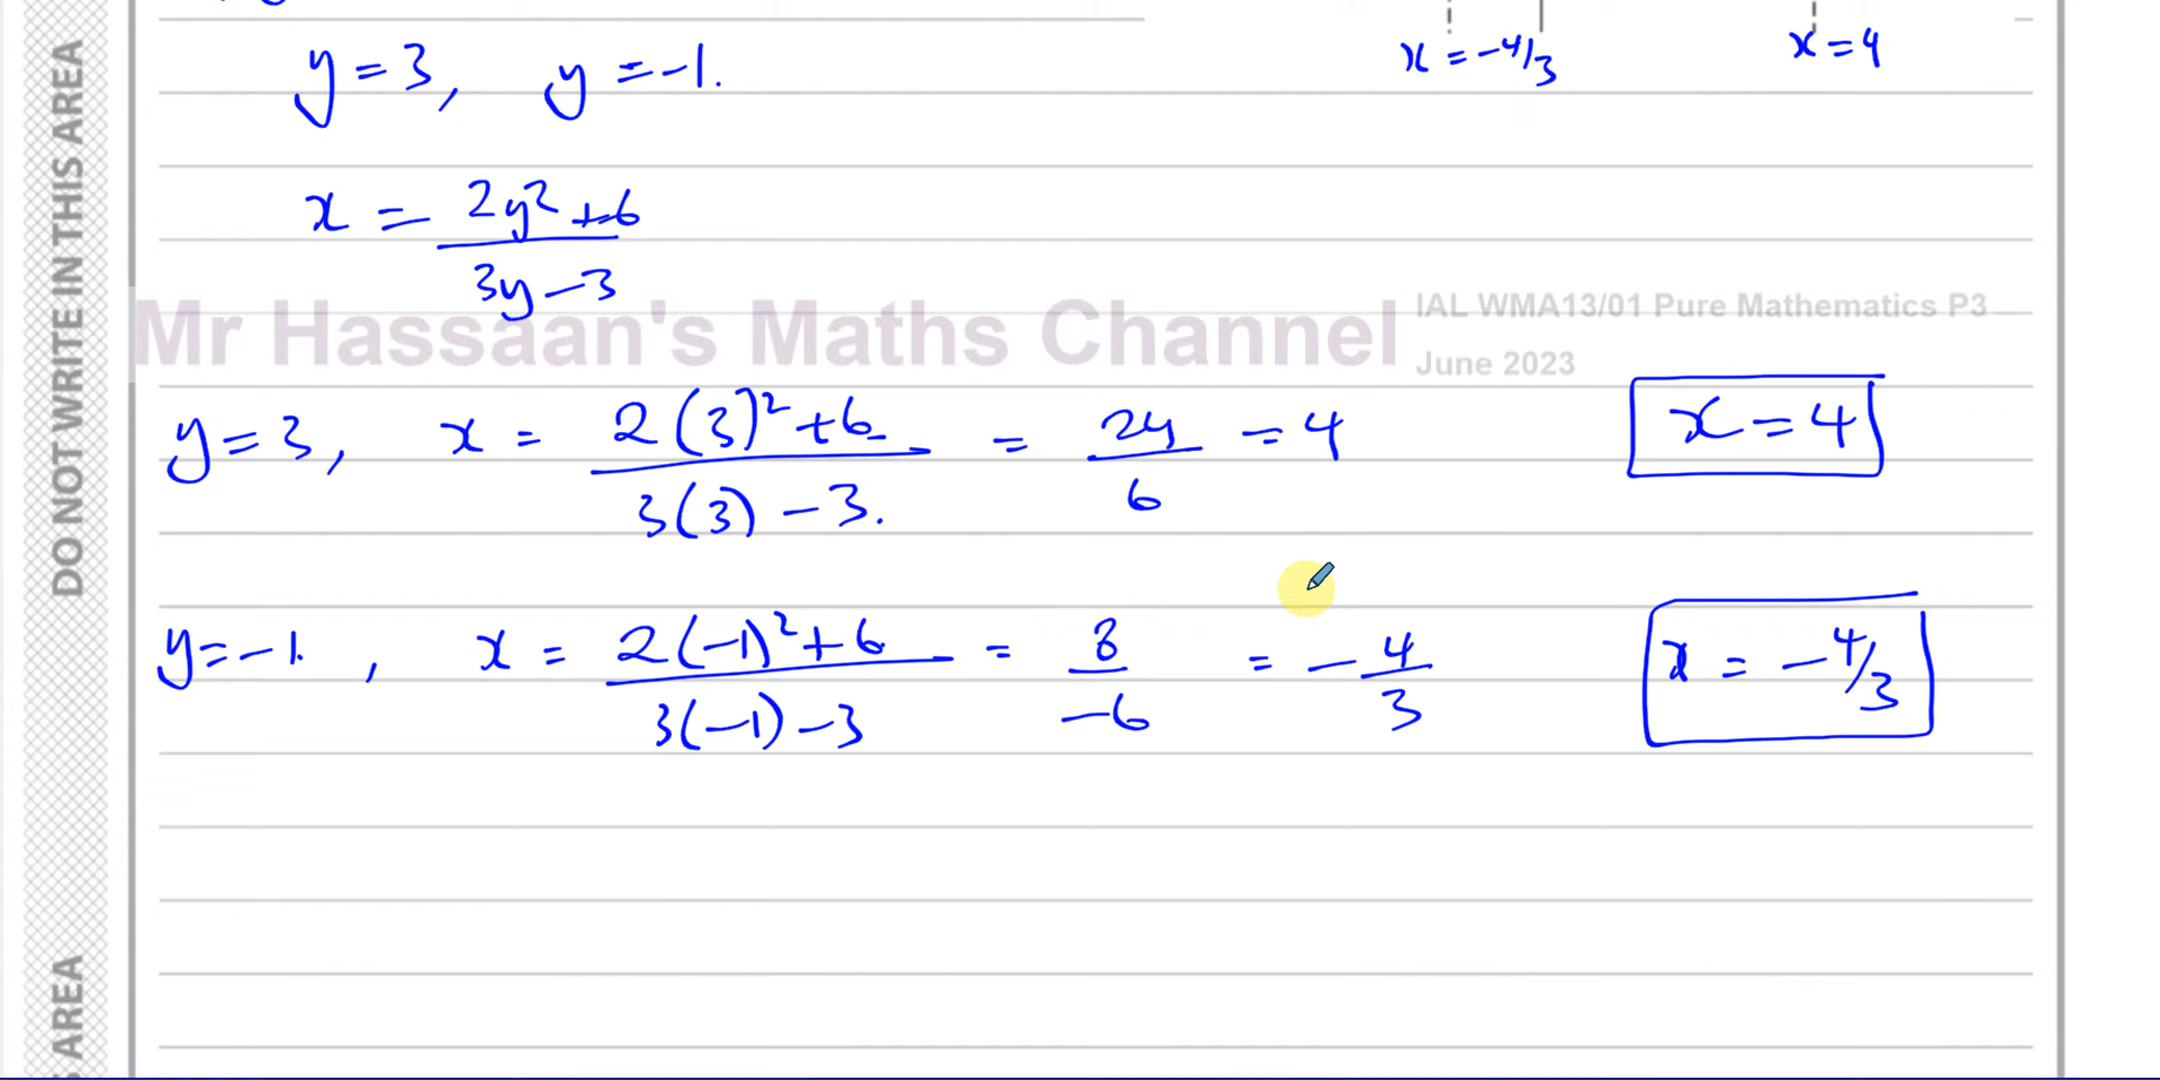 x = -4/3 x = 4
y = 3, y = -1.
x = (2y² + 6)/(3y - 3)
Mr Hassaan's Maths Channel
IAL WMA13/01 Pure Mathematics P3
June 2023
y = 3, x = (2(3)² + 6)/(3(3) - 3.) = 24/6 = 4 x = 4
y = -1. , x = (2(-1)² + 6)/(3(-1) - 3) = 8/-6 = -4/3 x = -4/3
DO NOT WRITE IN THIS AREA
AREA